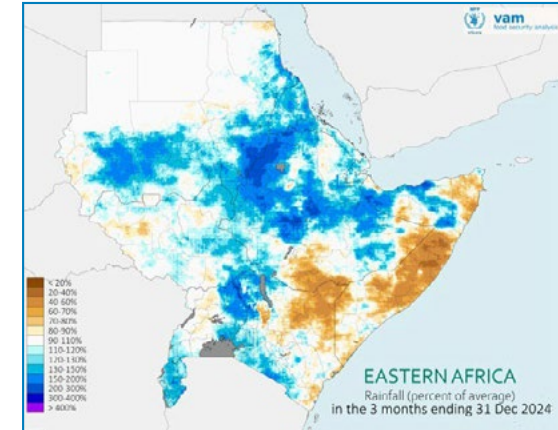 WFP
vam
food security analysis
< 20%
20-40%
40 60%
60-70%
70-80%
80-90%
90 110%
110-120%
120-130%
130-150%
150-200%
200 300%
300-400%
> 400%
EASTERN AFRICA
Rainfall (percent of average)
in the 3 months ending 31 Dec 2024